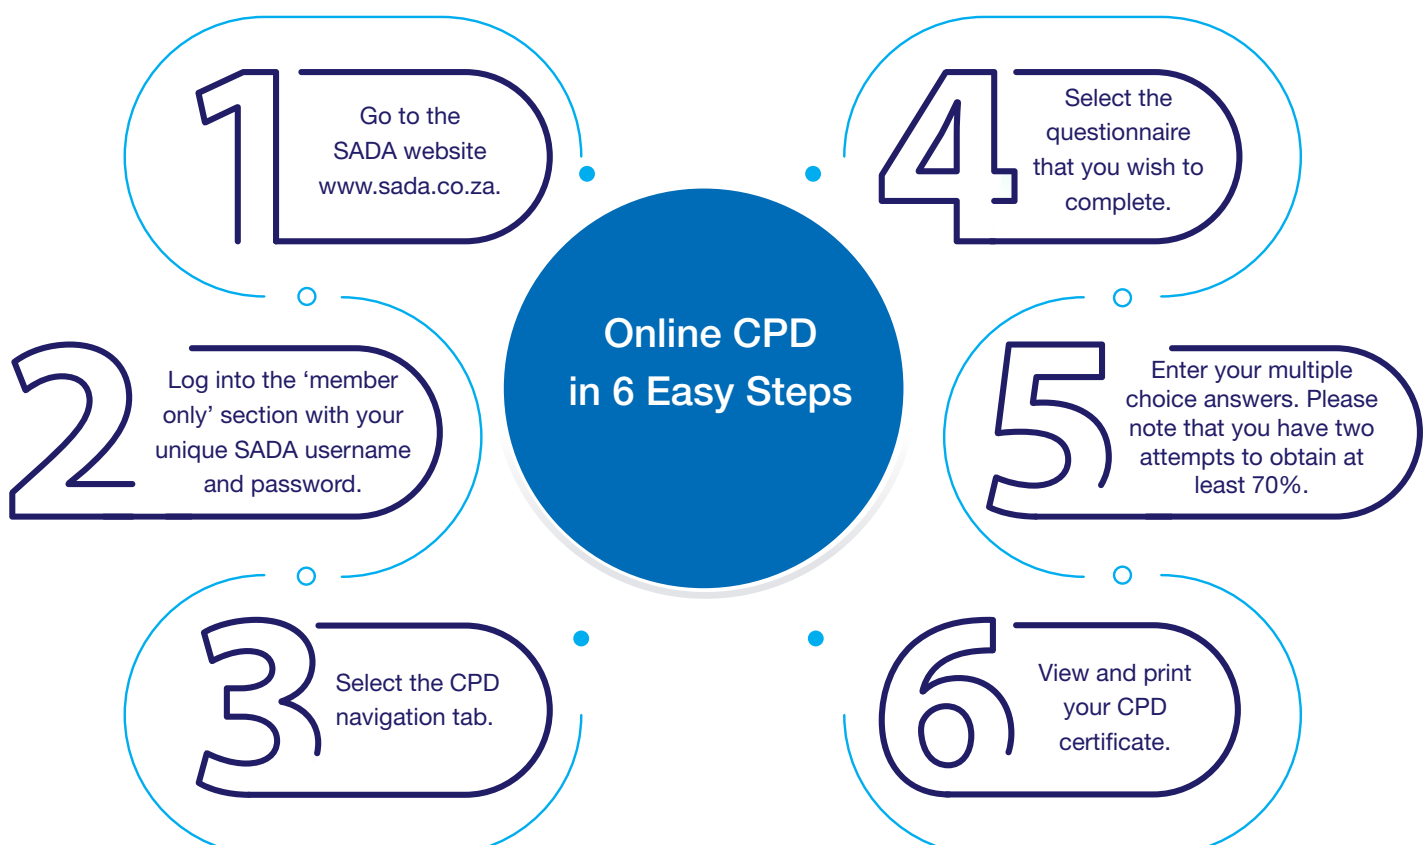 Online CPD
in 6 Easy Steps
1
Go to the
SADA website
www.sada.co.za.
2
Log into the ‘member
only’ section with your
unique SADA username
and password.
3
Select the CPD
navigation tab.
4
Select the
questionnaire
that you wish to
complete.
5
Enter your multiple
choice answers. Please
note that you have two
attempts to obtain at
least 70%.
6
View and print
your CPD
certificate.